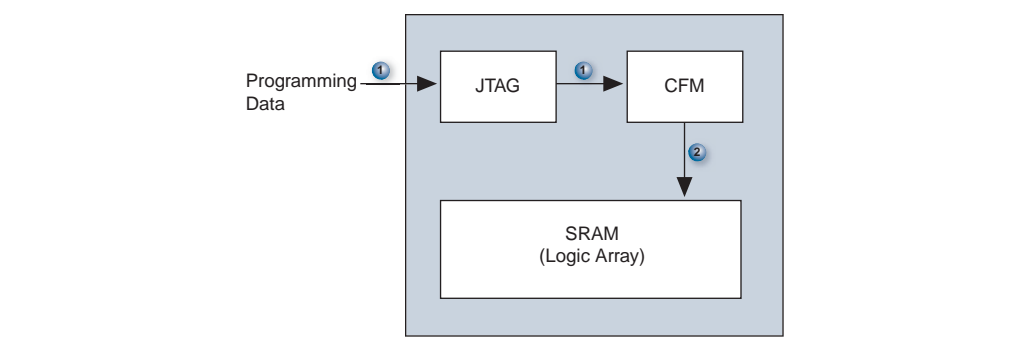 Programming
Data
1
JTAG
1
CFM
2
SRAM
(Logic Array)